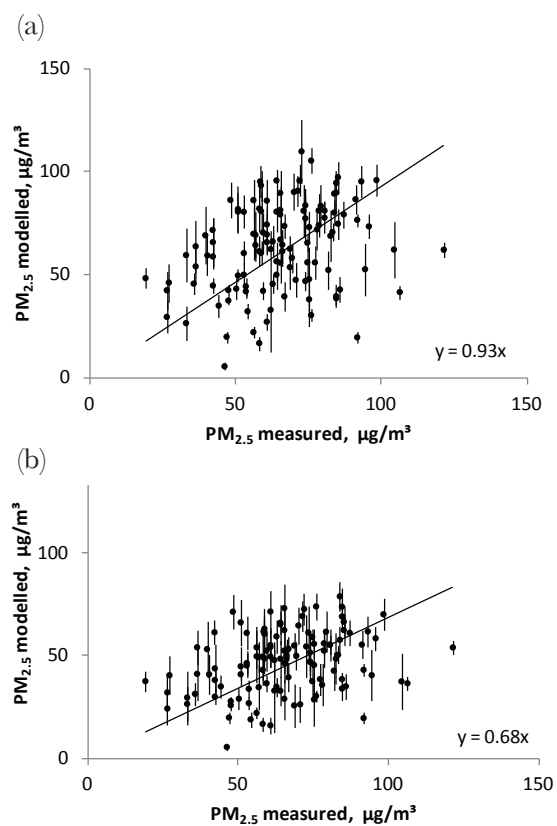 (a)
150
100
50
0
PM₂.₅ modelled, µg/m³
y = 0.93x
0 50 100 150
PM₂.₅ measured, µg/m³
(b)
100
50
0
PM₂.₅ modelled, µg/m³
y = 0.68x
0 50 100 150
PM₂.₅ measured, µg/m³